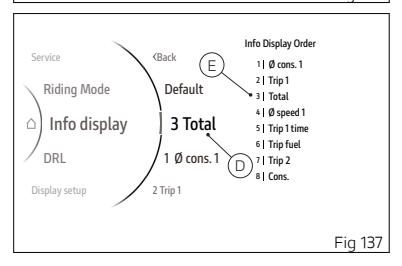 Service
Riding Mode
Info display
DRL
Display setup
‹Back
Default
3 Total
1 Ø cons. 1
2 Trip 1
E
D
Info Display Order
1| Ø cons. 1
2| Trip 1
3| Total
4| Ø speed 1
5| Trip 1 time
6| Trip fuel
7| Trip 2
8| Cons.
Fig 137